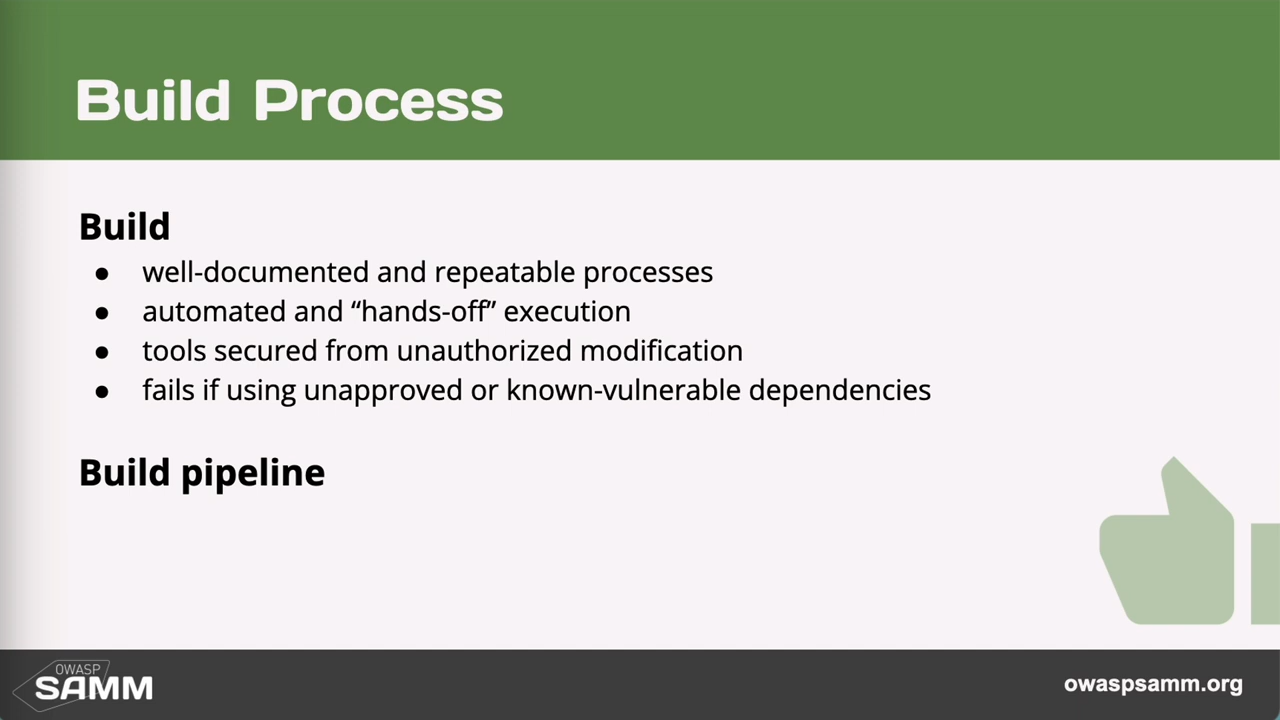 Build Process
Build
● well-documented and repeatable processes
● automated and “hands-off” execution
● tools secured from unauthorized modification
● fails if using unapproved or known-vulnerable dependencies
Build pipeline
OWASP
SAMM
owaspsamm.org